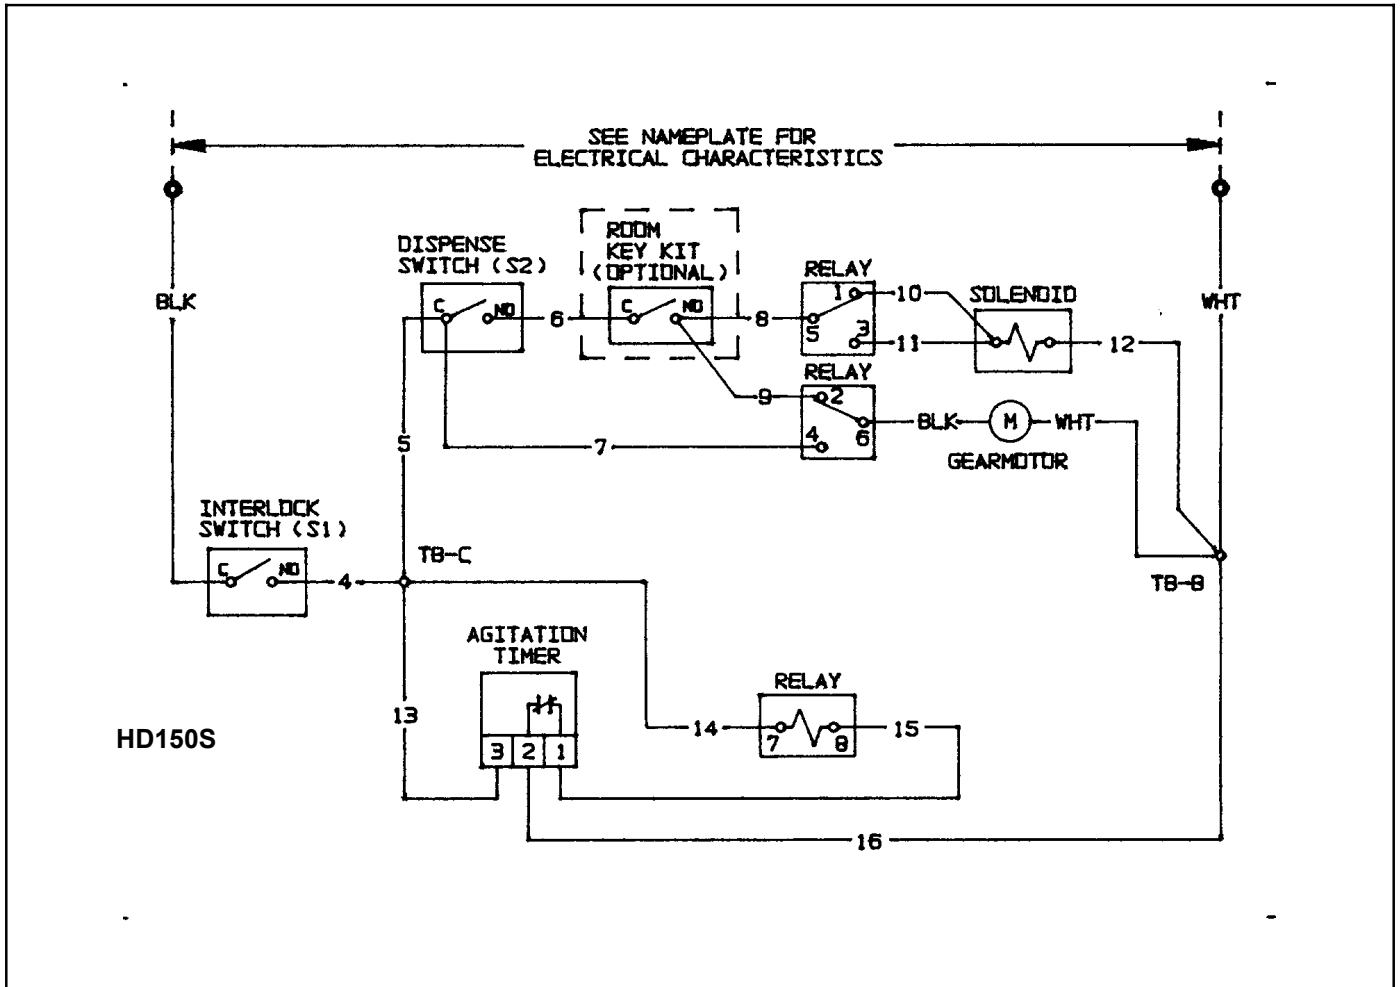 SEE NAMEPLATE FOR
ELECTRICAL CHARACTERISTICS
BLK
WHT
DISPENSE
SWITCH (S2)
C
NO
6
ROOM
KEY KIT
(OPTIONAL)
C
NO
8
RELAY
1
5
3
10
11
SOLENOID
12
RELAY
2
4
6
9
BLK
M
WHT
GEARMOTOR
5
7
INTERLOCK
SWITCH (S1)
C
NO
4
TB-C
TB-B
AGITATION
TIMER
3 2 1
13
RELAY
14
7
8
15
16
HD150S